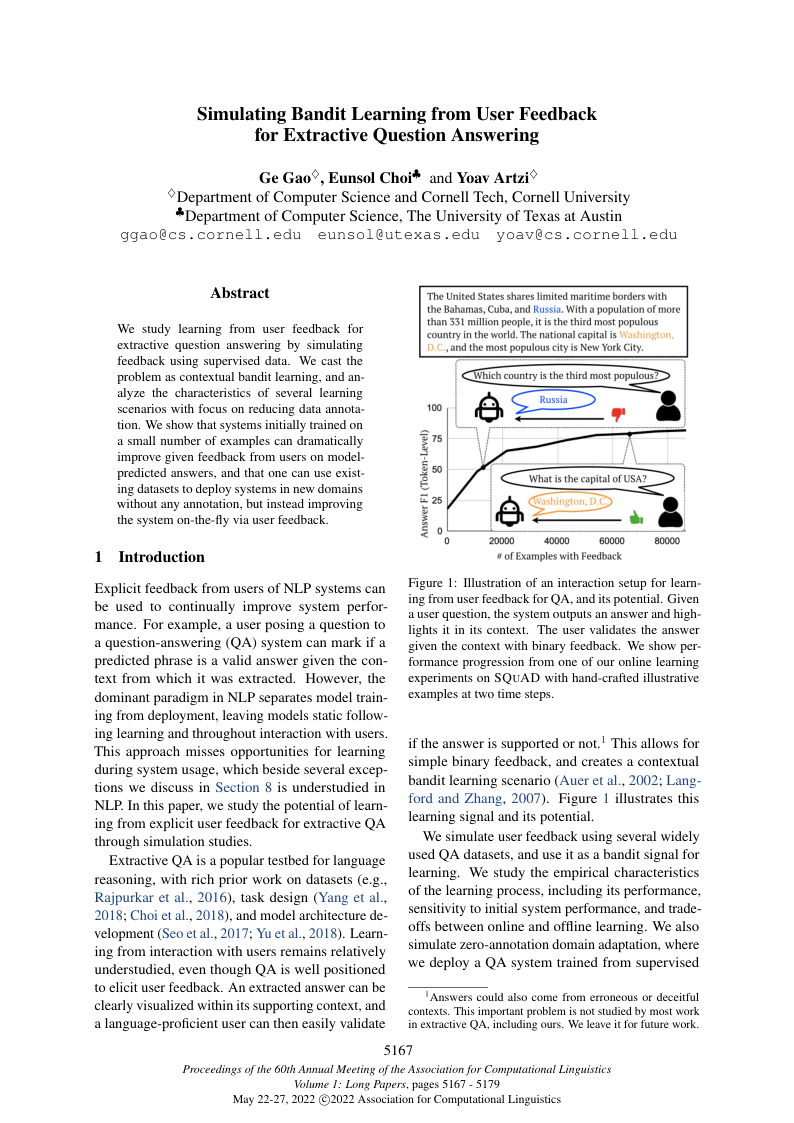 Simulating Bandit Learning from User Feedback
for Extractive Question Answering
Ge Gao♢, Eunsol Choi♣ and Yoav Artzi♢
♢Department of Computer Science and Cornell Tech, Cornell University
♣Department of Computer Science, The University of Texas at Austin
ggao@cs.cornell.edu eunsol@utexas.edu yoav@cs.cornell.edu
Abstract
We study learning from user feedback for
extractive question answering by simulating
feedback using supervised data. We cast the
problem as contextual bandit learning, and an-
alyze the characteristics of several learning
scenarios with focus on reducing data annota-
tion. We show that systems initially trained on
a small number of examples can dramatically
improve given feedback from users on model-
predicted answers, and that one can use exist-
ing datasets to deploy systems in new domains
without any annotation, but instead improving
the system on-the-fly via user feedback.
1 Introduction
Explicit feedback from users of NLP systems can
be used to continually improve system perfor-
mance. For example, a user posing a question to
a question-answering (QA) system can mark if a
predicted phrase is a valid answer given the con-
text from which it was extracted. However, the
dominant paradigm in NLP separates model train-
ing from deployment, leaving models static follow-
ing learning and throughout interaction with users.
This approach misses opportunities for learning
during system usage, which beside several excep-
tions we discuss in Section 8 is understudied in
NLP. In this paper, we study the potential of learn-
ing from explicit user feedback for extractive QA
through simulation studies.
Extractive QA is a popular testbed for language
reasoning, with rich prior work on datasets (e.g.,
Rajpurkar et al., 2016), task design (Yang et al.,
2018; Choi et al., 2018), and model architecture de-
velopment (Seo et al., 2017; Yu et al., 2018). Learn-
ing from interaction with users remains relatively
understudied, even though QA is well positioned
to elicit user feedback. An extracted answer can be
clearly visualized within its supporting context, and
a language-proficient user can then easily validate
The United States shares limited maritime borders with
the Bahamas, Cuba, and Russia. With a population of more
than 331 million people, it is the third most populous
country in the world. The national capital is Washington,
D.C., and the most populous city is New York City.
Which country is the third most populous?
Russia
What is the capital of USA?
Washington, D.C.
Answer F1 (Token-Level)
100
75
50
25
0
0 20000 40000 60000 80000
# of Examples with Feedback
Figure 1: Illustration of an interaction setup for learn-
ing from user feedback for QA, and its potential. Given
a user question, the system outputs an answer and high-
lights it in its context. The user validates the answer
given the context with binary feedback. We show per-
formance progression from one of our online learning
experiments on SQUAD with hand-crafted illustrative
examples at two time steps.
if the answer is supported or not.1 This allows for
simple binary feedback, and creates a contextual
bandit learning scenario (Auer et al., 2002; Lang-
ford and Zhang, 2007). Figure 1 illustrates this
learning signal and its potential.
We simulate user feedback using several widely
used QA datasets, and use it as a bandit signal for
learning. We study the empirical characteristics
of the learning process, including its performance,
sensitivity to initial system performance, and trade-
offs between online and offline learning. We also
simulate zero-annotation domain adaptation, where
we deploy a QA system trained from supervised
1Answers could also come from erroneous or deceitful
contexts. This important problem is not studied by most work
in extractive QA, including ours. We leave it for future work.
5167
Proceedings of the 60th Annual Meeting of the Association for Computational Linguistics
Volume 1: Long Papers, pages 5167 - 5179
May 22-27, 2022 ©2022 Association for Computational Linguistics